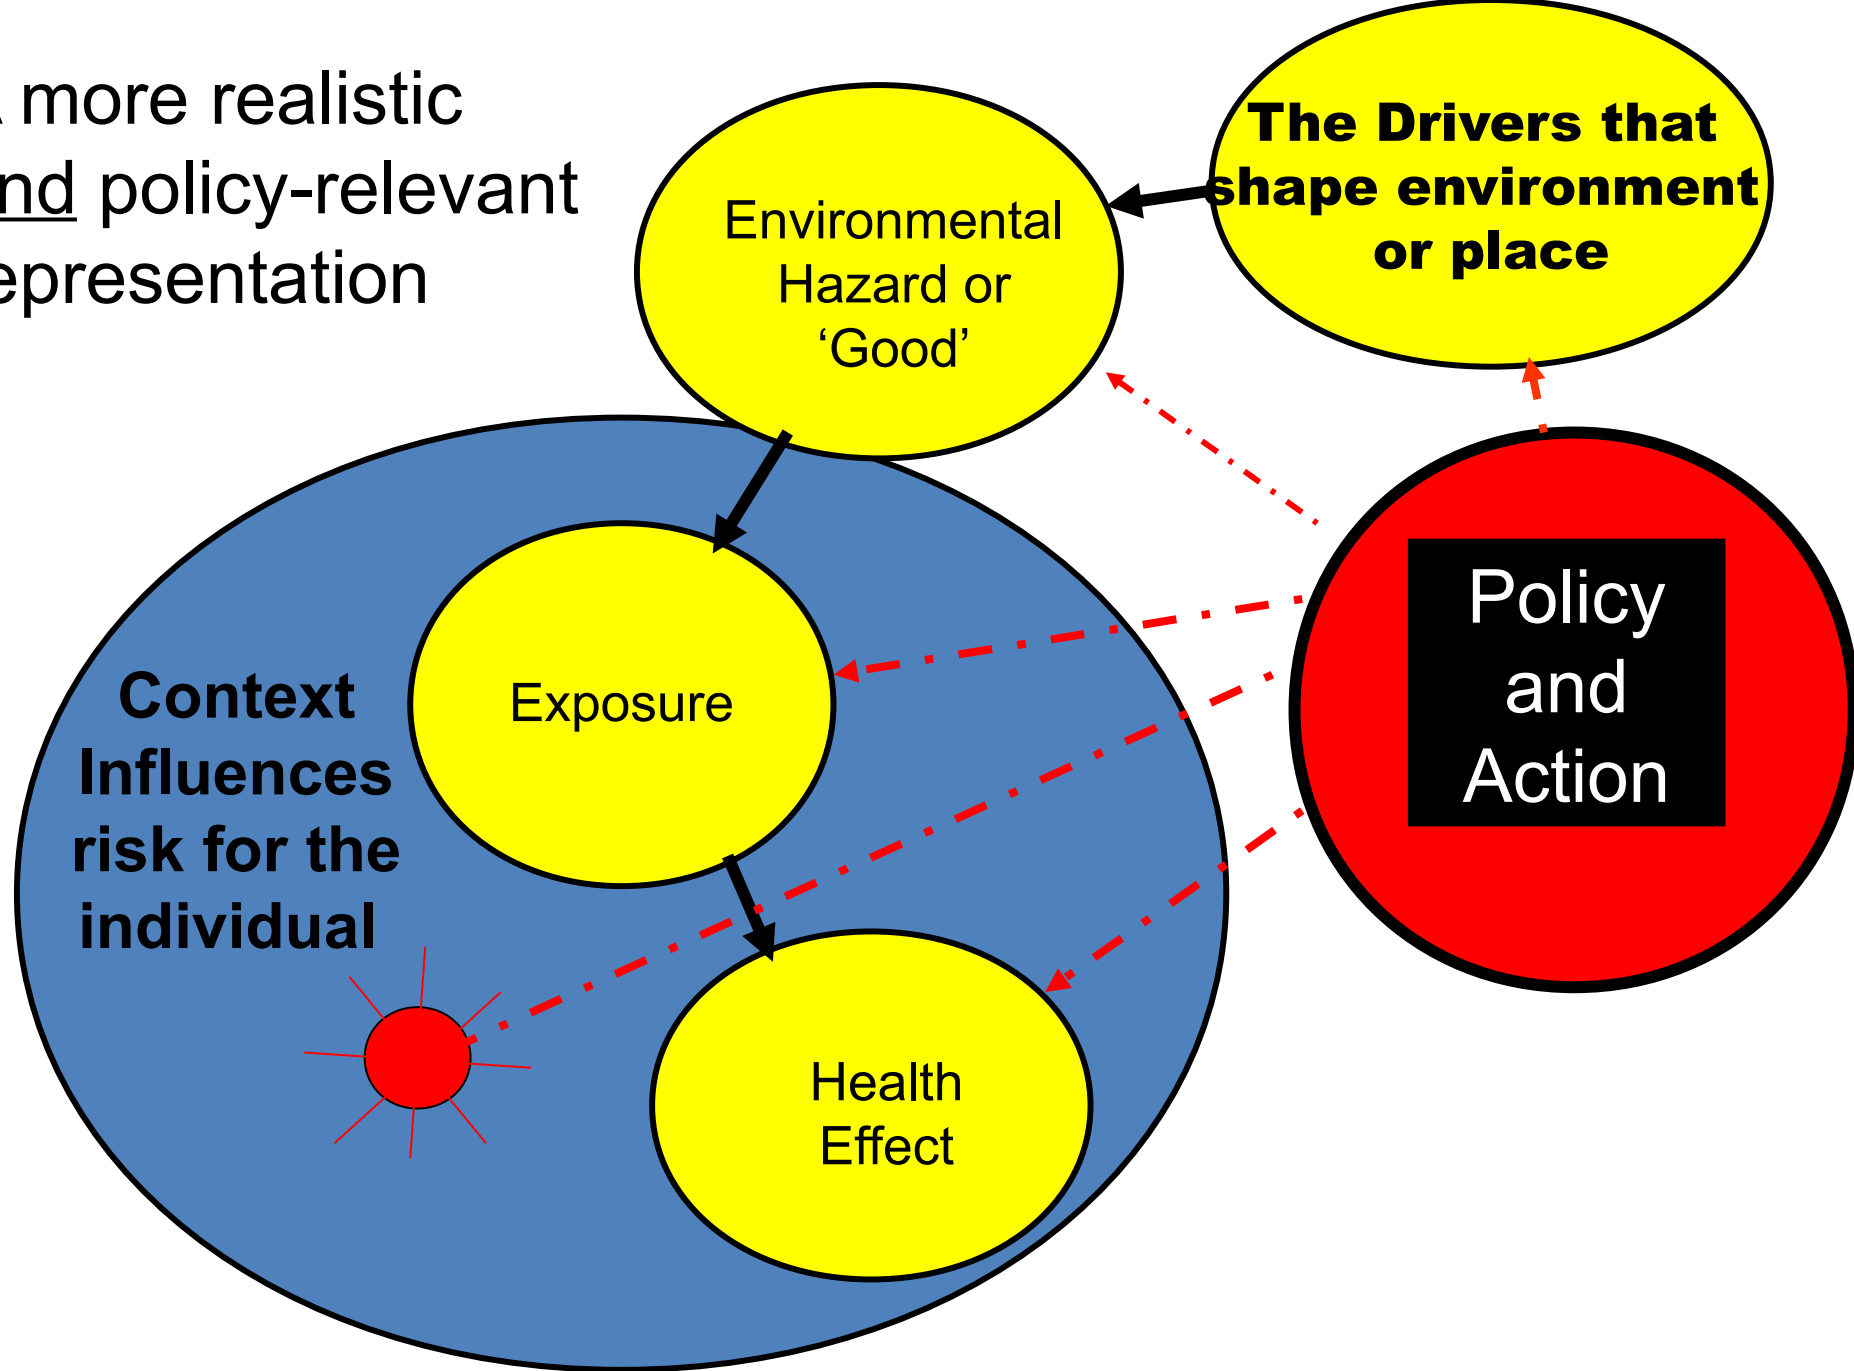 A more realistic
nd policy-relevant
epresentation
The Drivers that
shape environment
or place
Environmental
Hazard or
‘Good’
Policy
and
Action
Exposure
Context
Influences
risk for the
individual
Health
Effect